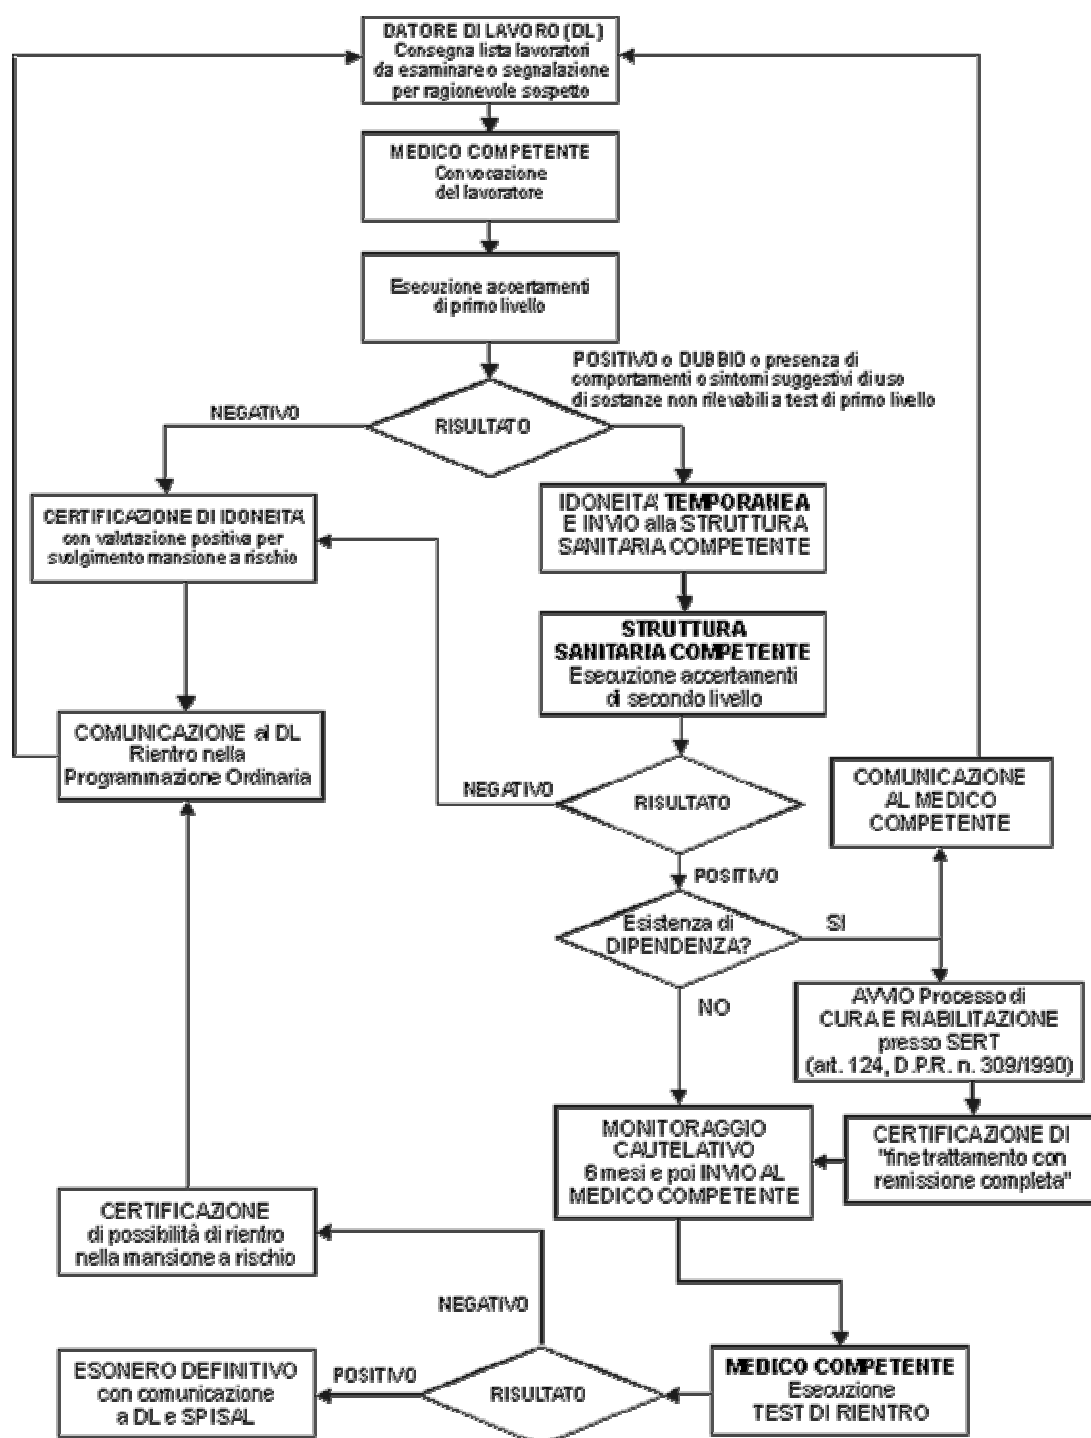 DATORE DI LAVORO (DL)
Consegna lista lavoratori
da esaminare o segnalazione
per ragionevole sospetto
MEDICO COMPETENTE
Convocazione
del lavoratore
Esecuzione accertamenti
di primo livello
POSITIVO o DUBBIO o presenza di
comportamenti o sintomi suggestivi di uso
di sostanze non rilevabili a test di primo livello
NEGATIVO
RISULTATO
CERTIFICAZIONE DI IDONEITA'
con valutazione positiva per
svolgimento mansione a rischio
IDONEITA' TEMPORANEA
E INVIO alla STRUTTURA
SANITARIA COMPETENTE
STRUTTURA
SANITARIA COMPETENTE
Esecuzione accertamenti
di secondo livello
COMUNICAZIONE al DL
Rientro nella
Programmazione Ordinaria
NEGATIVO
RISULTATO
COMUNICAZIONE
AL MEDICO
COMPETENTE
POSITIVO
Esistenza di
DIPENDENZA?
SI
NO
AVVIO Processo di
CURA E RIABILITAZIONE
presso SERT
(art. 124, D.P.R. n. 309/1990)
MONITORAGGIO
CAUTELATIVO
6 mesi e poi INVIO AL
MEDICO COMPETENTE
CERTIFICAZIONE DI
"fine trattamento con
remissione completa"
CERTIFICAZIONE
di possibilità di rientro
nella mansione a rischio
NEGATIVO
ESONERO DEFINITIVO
con comunicazione
a DL e SPISAL
POSITIVO
RISULTATO
MEDICO COMPETENTE
Esecuzione
TEST DI RIENTRO